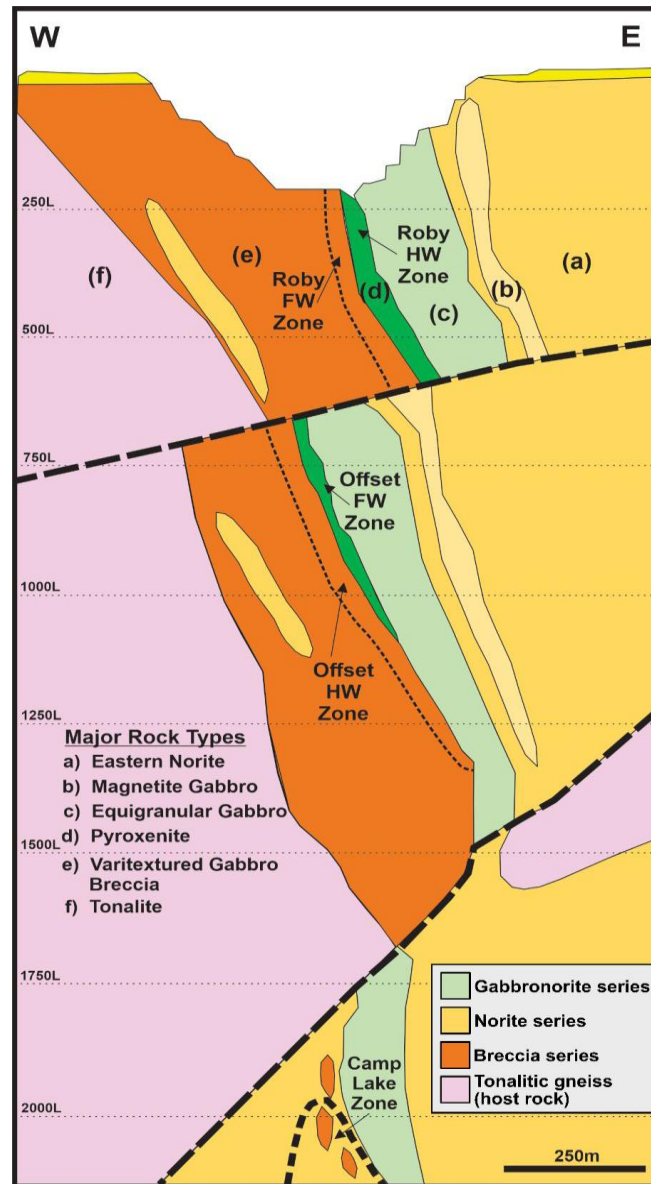 W
E
250L
Roby
HW
Zone
(e)
Roby
FW
Zone
(d)
(c)
(b)
(a)
(f)
500L
750L
Offset
FW
Zone
1000L
Offset
HW
Zone
1250L
Major Rock Types
a) Eastern Norite
b) Magnetite Gabbro
c) Equigranular Gabbro
d) Pyroxenite
e) Varitextured Gabbro
Breccia
f) Tonalite
1500L
1750L
Gabbronorite series
Norite series
Breccia series
Tonalitic gneiss
(host rock)
Camp
Lake
Zone
2000L
250m